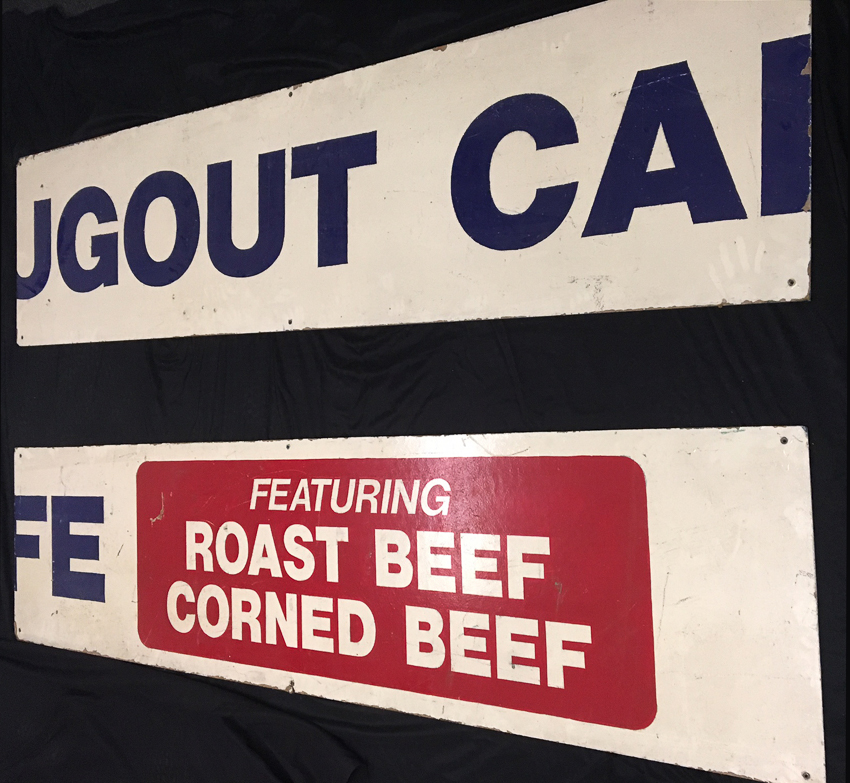 UGOUT CA
FE
FEATURING
ROAST BEEF
CORNED BEEF